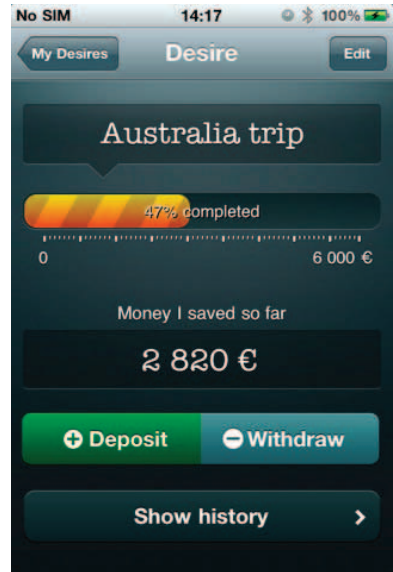 No SIM 14:17 100%
My Desires Desire Edit
Australia trip
47% completed
0 6 000 €
Money I saved so far
2 820 €
Deposit Withdraw
Show history